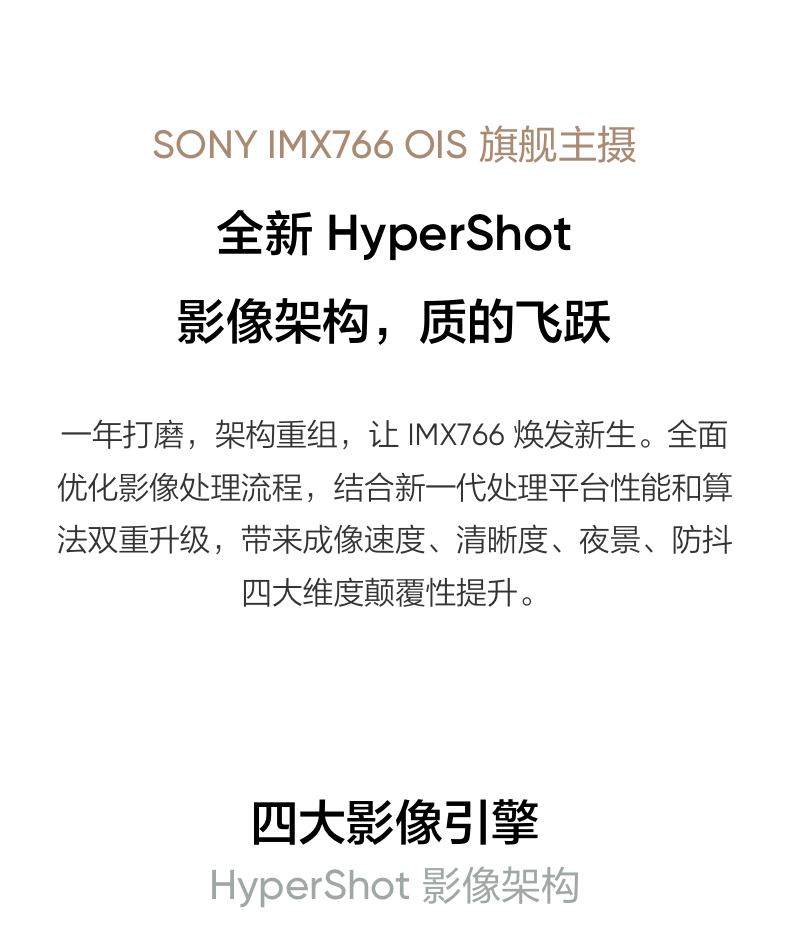 SONY IMX766 OIS 旗舰主摄
全新 HyperShot
影像架构，质的飞跃
一年打磨，架构重组，让 IMX766 焕发新生。全面
优化影像处理流程，结合新一代处理平台性能和算
法双重升级，带来成像速度、清晰度、夜景、防抖
四大维度颠覆性提升。
四大影像引擎
HyperShot 影像架构